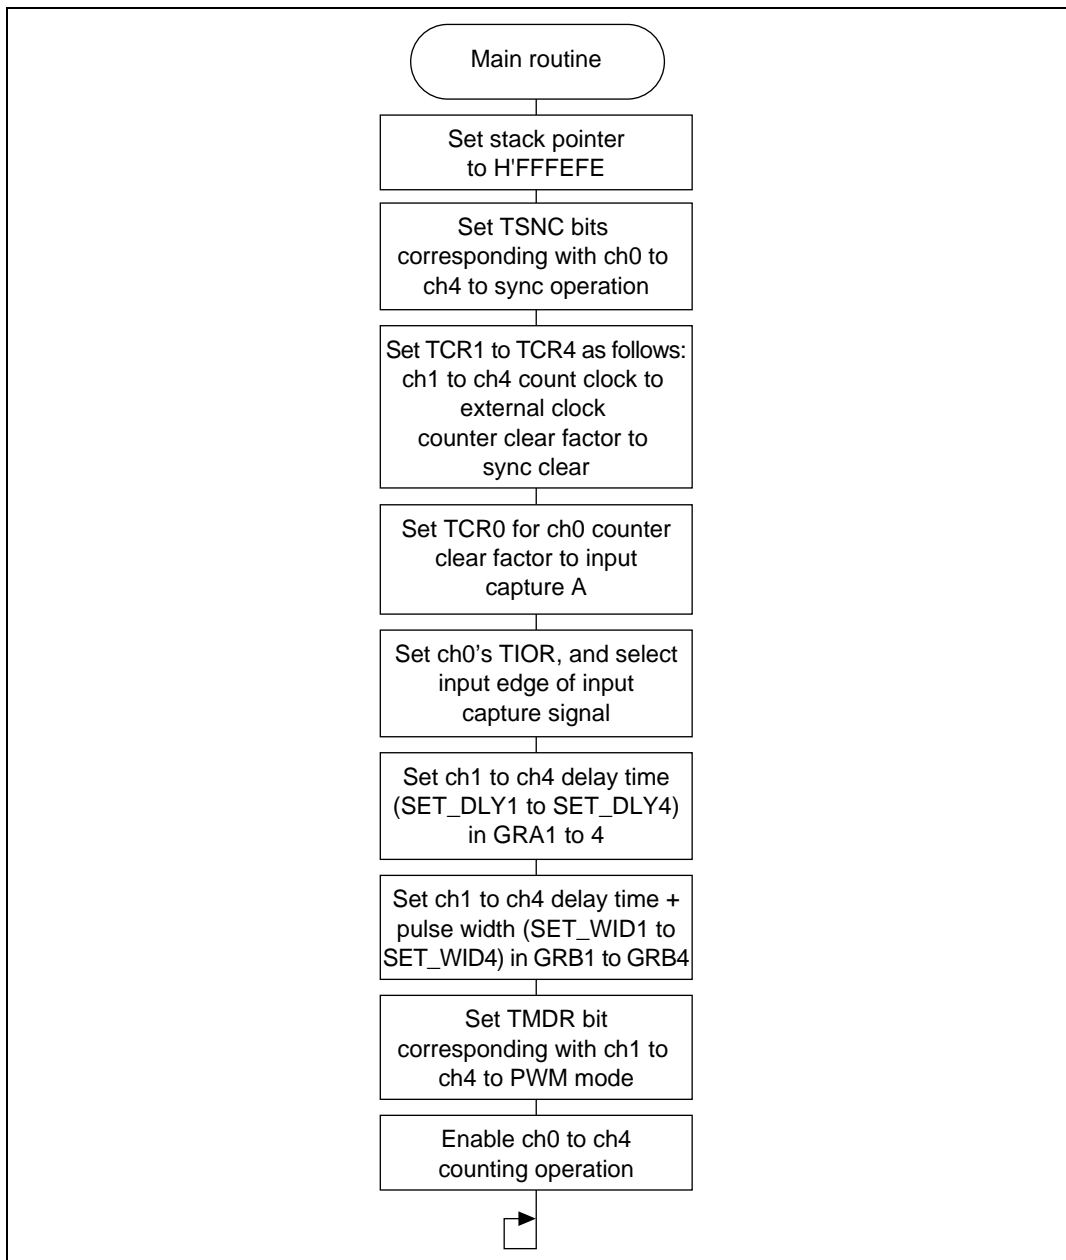 Main routine
Set stack pointer
to H'FFFEFE
Set TSNC bits
corresponding with ch0 to
ch4 to sync operation
Set TCR1 to TCR4 as follows:
ch1 to ch4 count clock to
external clock
counter clear factor to
sync clear
Set TCR0 for ch0 counter
clear factor to input
capture A
Set ch0's TIOR, and select
input edge of input
capture signal
Set ch1 to ch4 delay time
(SET_DLY1 to SET_DLY4)
in GRA1 to 4
Set ch1 to ch4 delay time +
pulse width (SET_WID1 to
SET_WID4) in GRB1 to GRB4
Set TMDR bit
corresponding with ch1 to
ch4 to PWM mode
Enable ch0 to ch4
counting operation